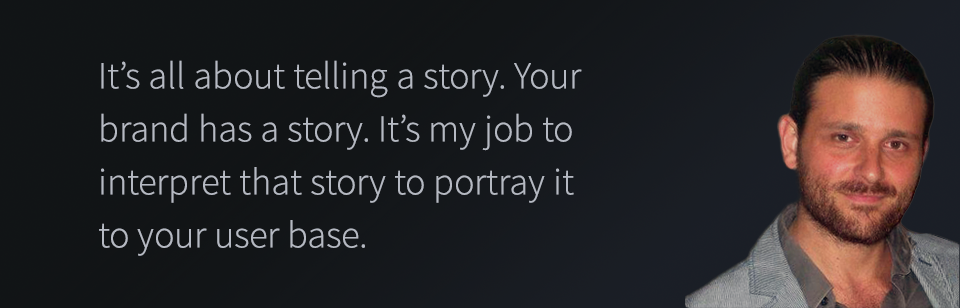 It’s all about telling a story. Your
brand has a story. It’s my job to
interpret that story to portray it
to your user base.